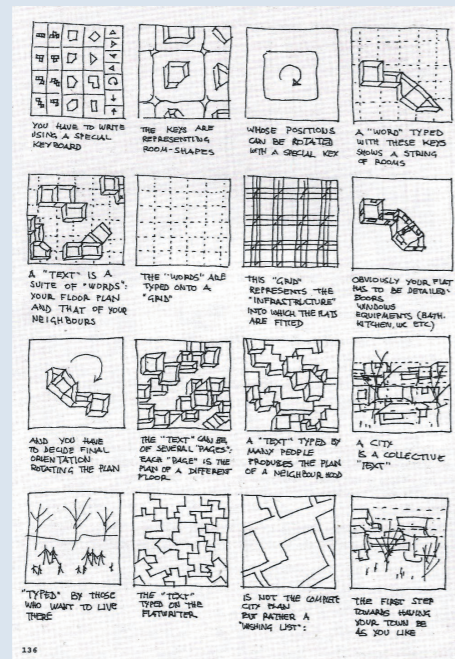 YOU HAVE TO WRITE
USING A SPECIAL
KEYBOARD
THE KEYS ARE
REPRESENTING
ROOM-SHAPES
WHOSE POSITIONS
CAN BE ROTATED
WITH A SPECIAL KEY
A "WORD" TYPED
WITH THESE KEYS
SHOWS A STRING
OF ROOMS
A "TEXT" IS A
SUITE OF "WORDS":
YOUR FLOOR PLAN
AND THAT OF YOUR
NEIGHBOURS
THE "WORDS" ARE
TYPED ONTO A
"GRID"
THIS "GRID"
REPRESENTS THE
"INFRASTRUCTURE"
INTO WHICH THE FLATS
ARE FITTED
OBVIOUSLY YOUR FLAT
HAS TO BE DETAILED:
DOORS
WINDOWS
EQUIPMENTS (BATH.
KITCHEN, WC ETC.)
AND YOU HAVE
TO DECIDE FINAL
ORIENTATION
ROTATING THE PLAN
THE "TEXT" CAN BE
OF SEVERAL "PAGES":
EACH "PAGE" IS THE
PLAN OF A DIFFERENT
FLOOR
A "TEXT" TYPED BY
MANY PEOPLE
PRODUCES THE PLAN
OF A NEIGHBOURHOOD
A CITY
IS A COLLECTIVE
"TEXT"
"TYPED" BY THOSE
WHO WANT TO LIVE
THERE
THE "TEXT"
TYPED ON THE
FLATWRITER
IS NOT THE COMPLETE
CITY PLAN
BUT RATHER A
"WISHING LIST":
THE FIRST STEP
TOWARDS HAVING
YOUR TOWN BE
AS YOU LIKE
136